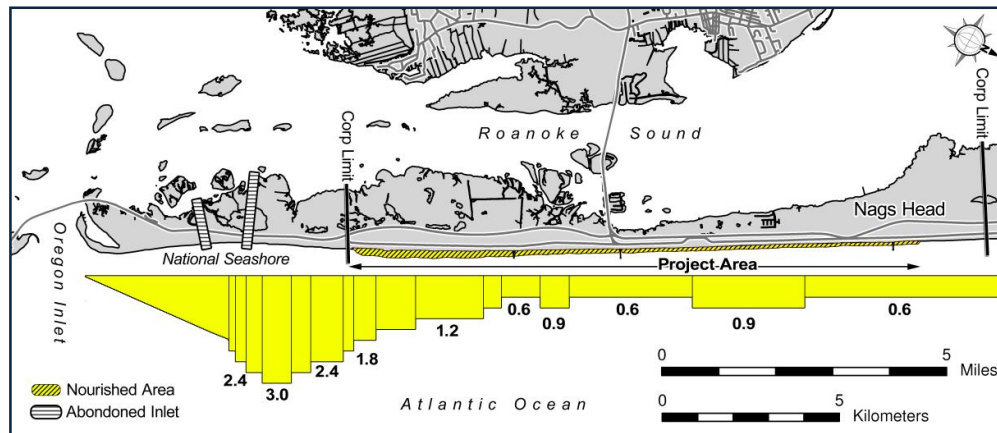 Roanoke Sound
Corp Limit
Corp Limit
Nags Head
Oregon Inlet
National Seashore
Project Area
2.4
3.0
2.4
1.8
1.2
0.6
0.9
0.6
0.9
0.6
Nourished Area
Abondoned Inlet
Atlantic Ocean
0 5
Miles
0 5
Kilometers